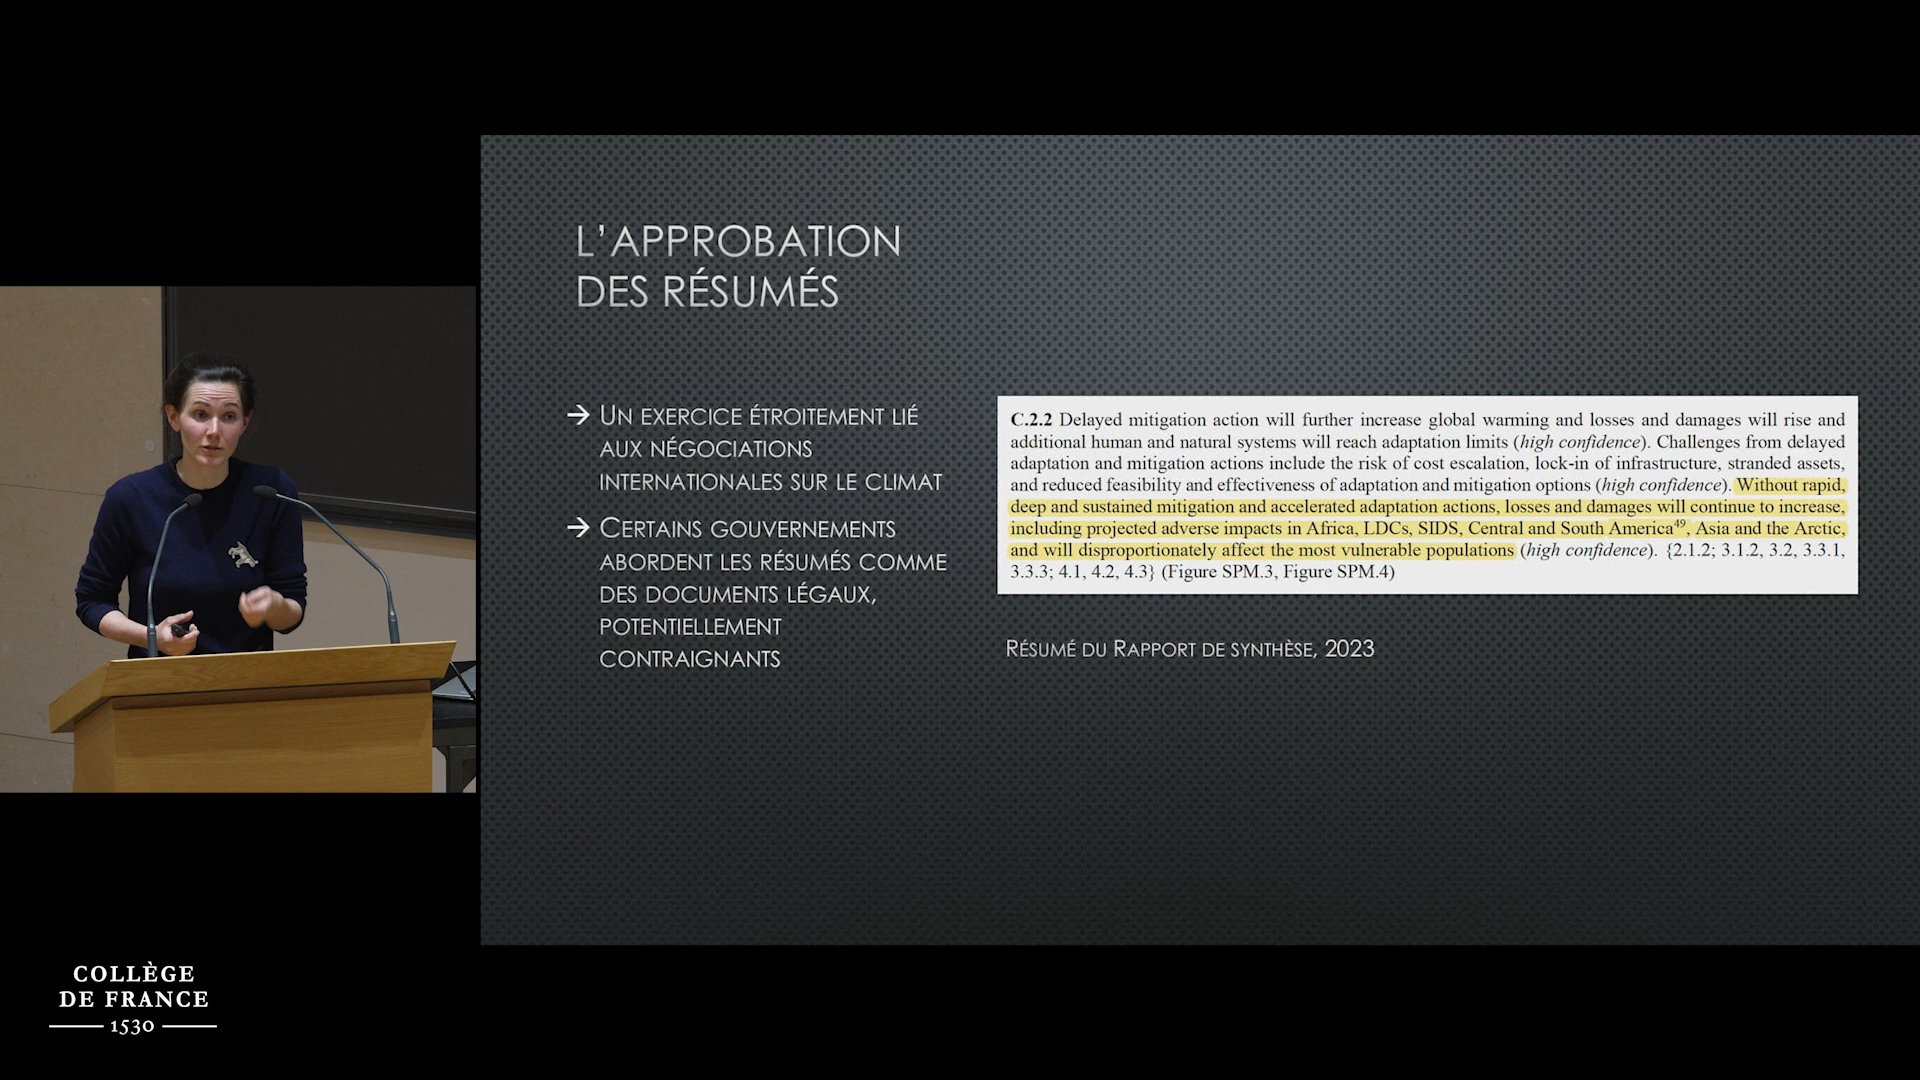 L'APPROBATION
DES RÉSUMÉS
→ UN EXERCICE ÉTROITEMENT LIÉ
AUX NÉGOCIATIONS
INTERNATIONALES SUR LE CLIMAT
→ CERTAINS GOUVERNEMENTS
ABORDENT LES RÉSUMÉS COMME
DES DOCUMENTS LÉGAUX,
POTENTIELLEMENT
CONTRAIGNANTS
C.2.2 Delayed mitigation action will further increase global warming and losses and damages will rise and
additional human and natural systems will reach adaptation limits (high confidence). Challenges from delayed
adaptation and mitigation actions include the risk of cost escalation, lock-in of infrastructure, stranded assets,
and reduced feasibility and effectiveness of adaptation and mitigation options (high confidence). Without rapid,
deep and sustained mitigation and accelerated adaptation actions, losses and damages will continue to increase,
including projected adverse impacts in Africa, LDCs, SIDS, Central and South America⁴⁹, Asia and the Arctic,
and will disproportionately affect the most vulnerable populations (high confidence). {2.1.2; 3.1.2, 3.2, 3.3.1,
3.3.3; 4.1, 4.2, 4.3} (Figure SPM.3, Figure SPM.4)
RÉSUMÉ DU RAPPORT DE SYNTHÈSE, 2023
COLLÈGE
DE FRANCE
1530